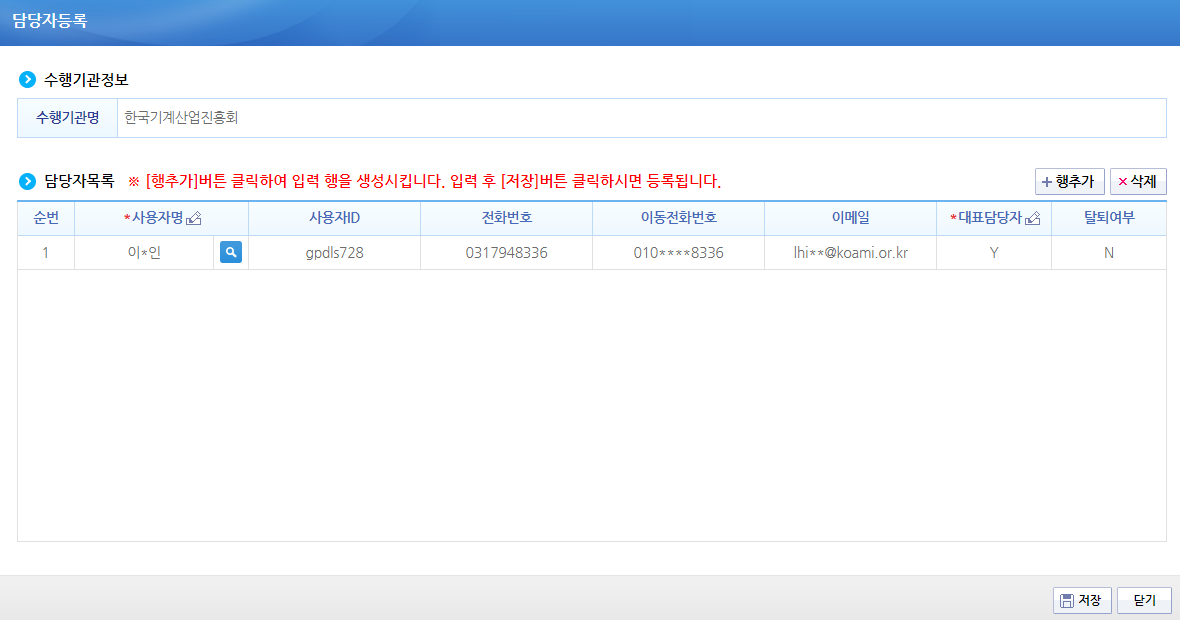 담당자등록
수행기관정보
수행기관명 한국기계산업진흥회
담당자목록 ※ [행추가]버튼 클릭하여 입력 행을 생성시킵니다. 입력 후 [저장]버튼 클릭하시면 등록됩니다. +행추가 ×삭제
순번 *사용자명 사용자ID 전화번호 이동전화번호 이메일 *대표담당자 탈퇴여부
1 이*인 gpdls728 0317948336 010****8336 lhi**@koami.or.kr Y N
저장 닫기